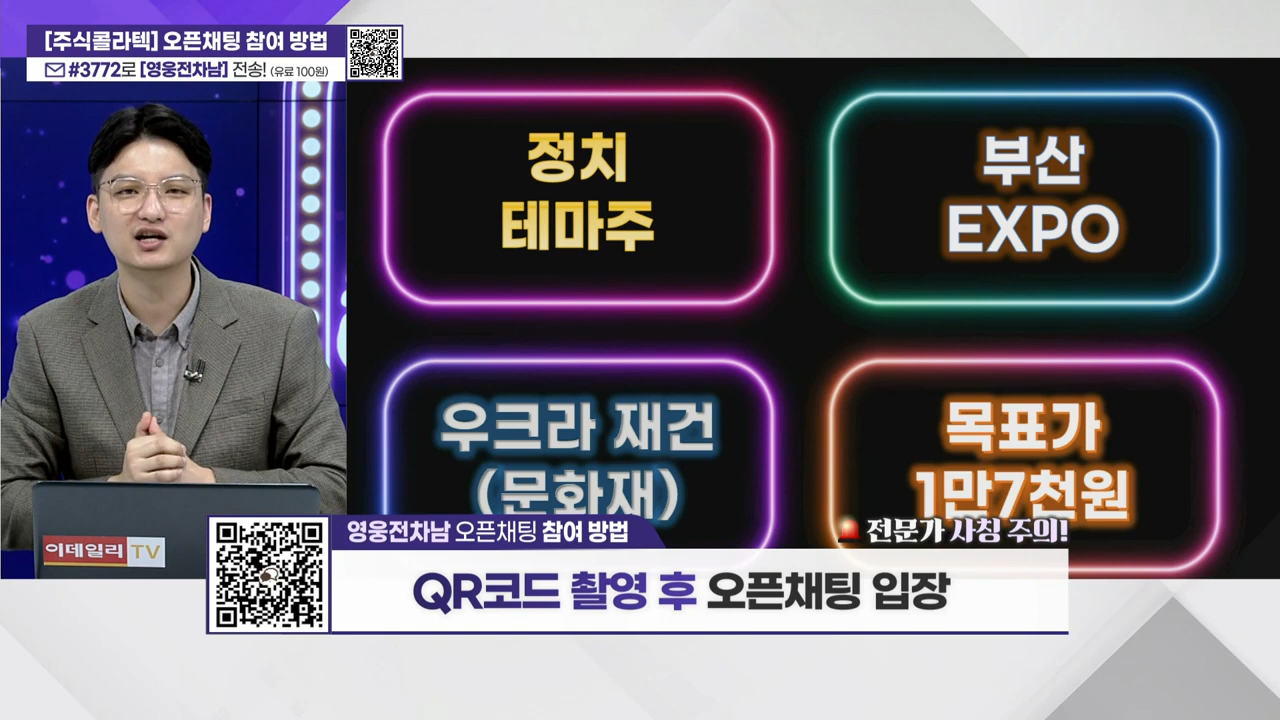 [주식콜라텍] 오픈채팅 참여 방법
#3772로 [영웅전차남] 전송! (유료 100원)
정치
테마주
부산
EXPO
우크라 재건
(문화재)
목표가
1만7천원
이데일리TV
영웅전차남 오픈채팅 참여 방법
전문가 사칭 주의!
QR코드 촬영 후 오픈채팅 입장